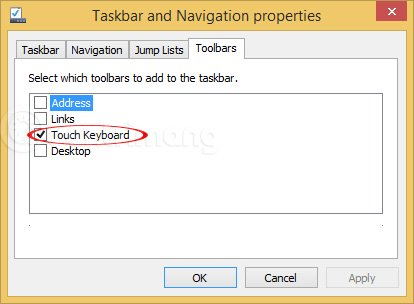 Taskbar and Navigation properties
Taskbar
Navigation
Jump Lists
Toolbars
Select which toolbars to add to the taskbar.
Address
Links
Touch Keyboard
Desktop
OK
Cancel
Apply